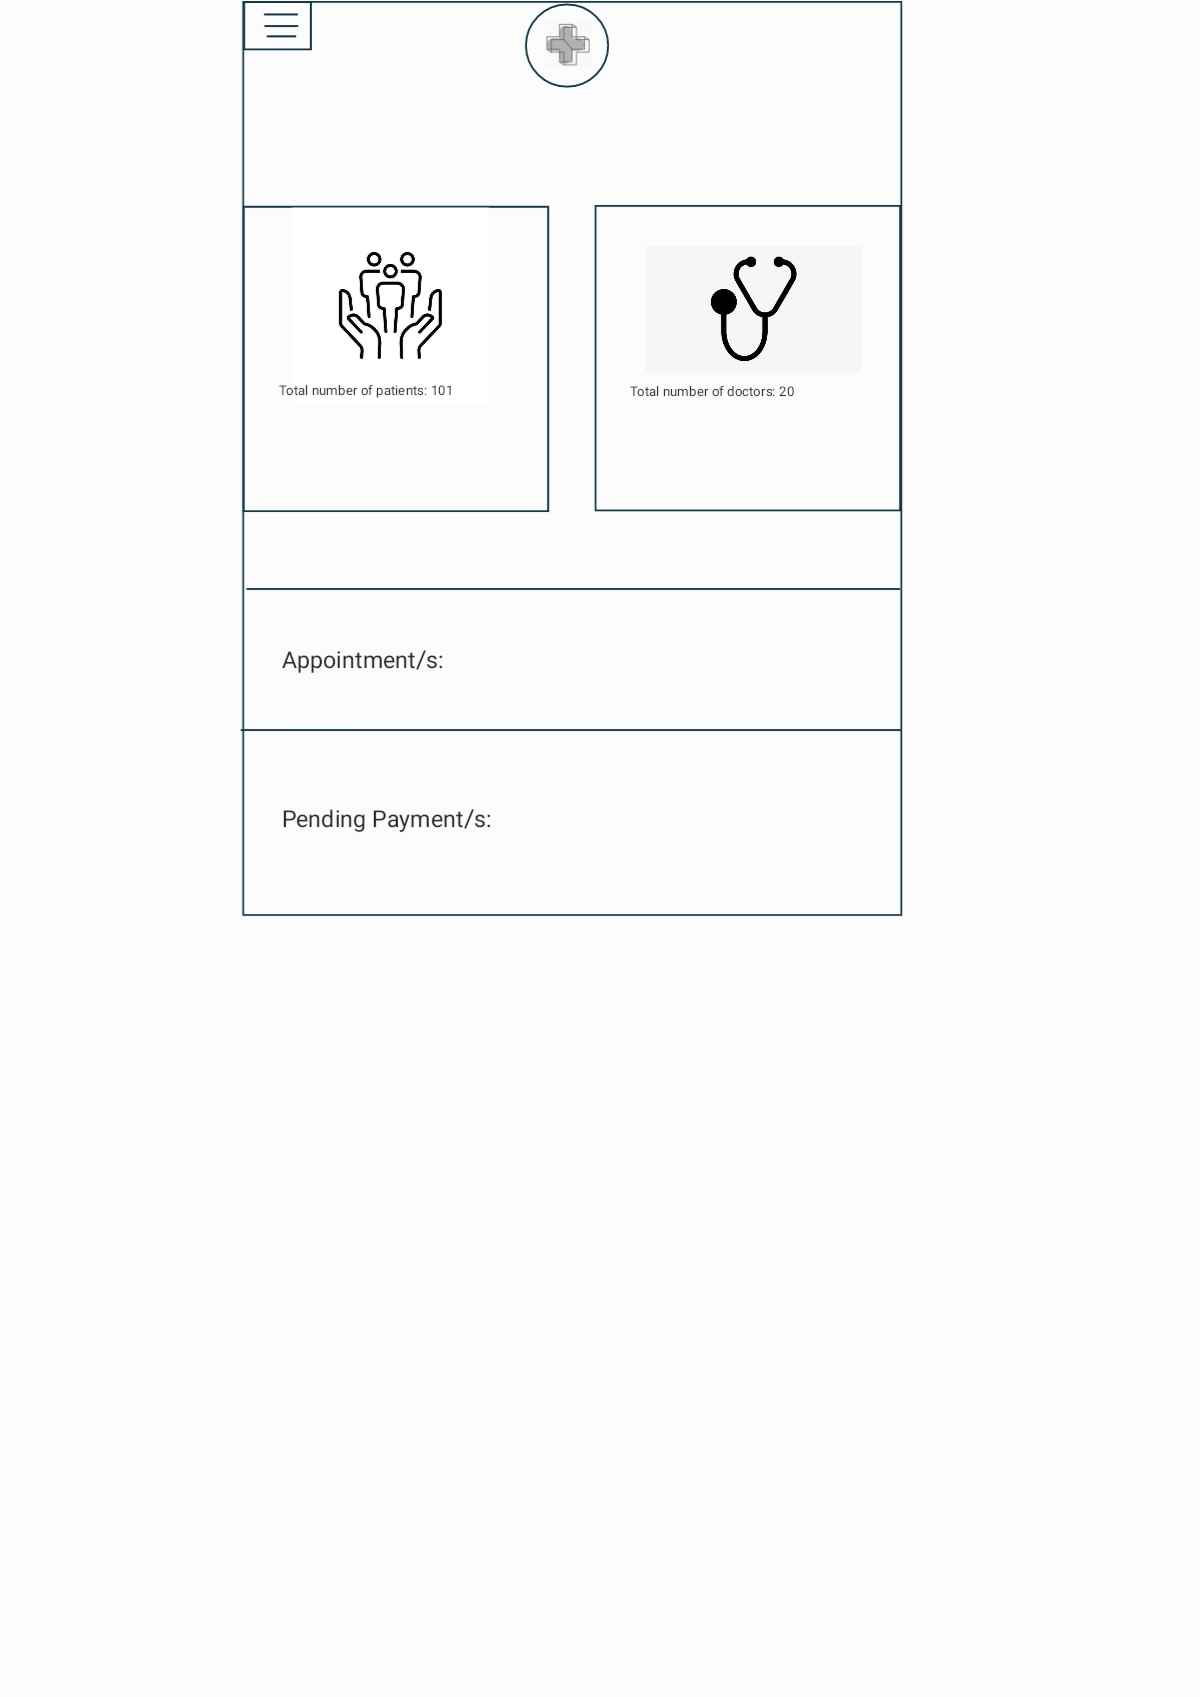 Total number of patients: 101
Total number of doctors: 20
Appointment/s:
Pending Payment/s: